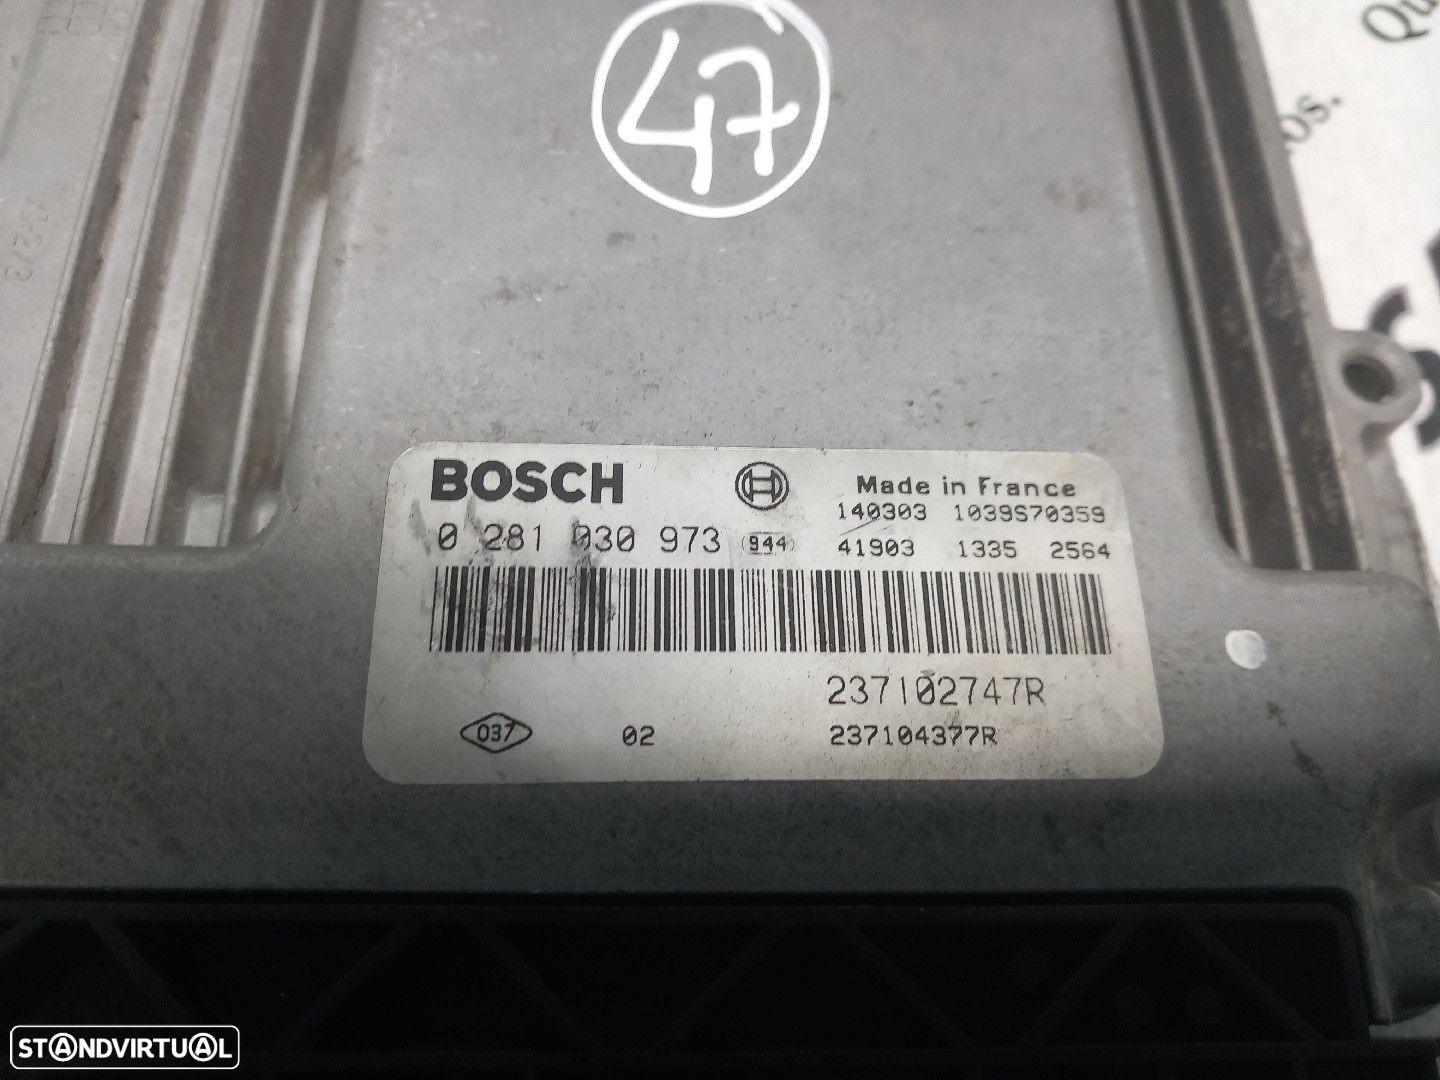 47
BOSCH
Made in France
140303 1039S70359
0 281 030 973 944 41903 1335 2564
237102747R
037 02 237104377R
os.
STANDVIRTUAL